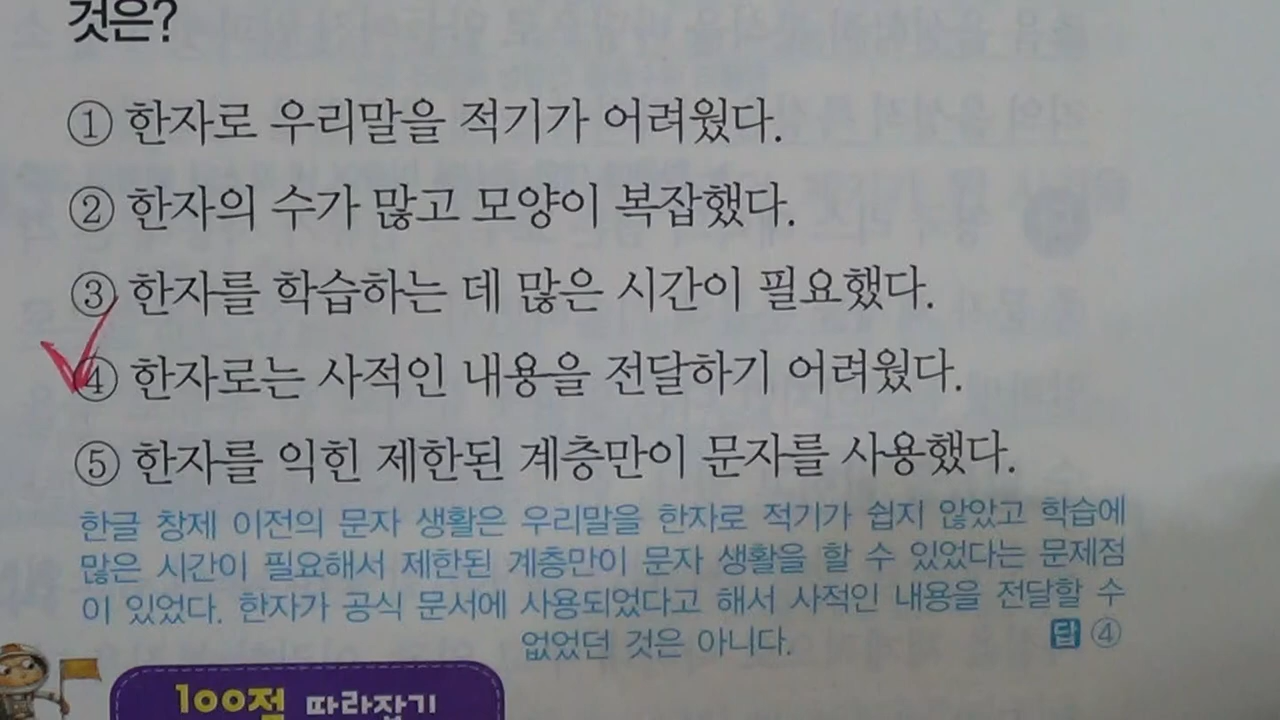 것은?
① 한자로 우리말을 적기가 어려웠다.
② 한자의 수가 많고 모양이 복잡했다.
③ 한자를 학습하는 데 많은 시간이 필요했다.
④ 한자로는 사적인 내용을 전달하기 어려웠다.
⑤ 한자를 익힌 제한된 계층만이 문자를 사용했다.
한글 창제 이전의 문자 생활은 우리말을 한자로 적기가 쉽지 않았고 학습에
많은 시간이 필요해서 제한된 계층만이 문자 생활을 할 수 있었다는 문제점
이 있었다. 한자가 공식 문서에 사용되었다고 해서 사적인 내용을 전달할 수
없었던 것은 아니다. 답 ④
100점 따라잡기